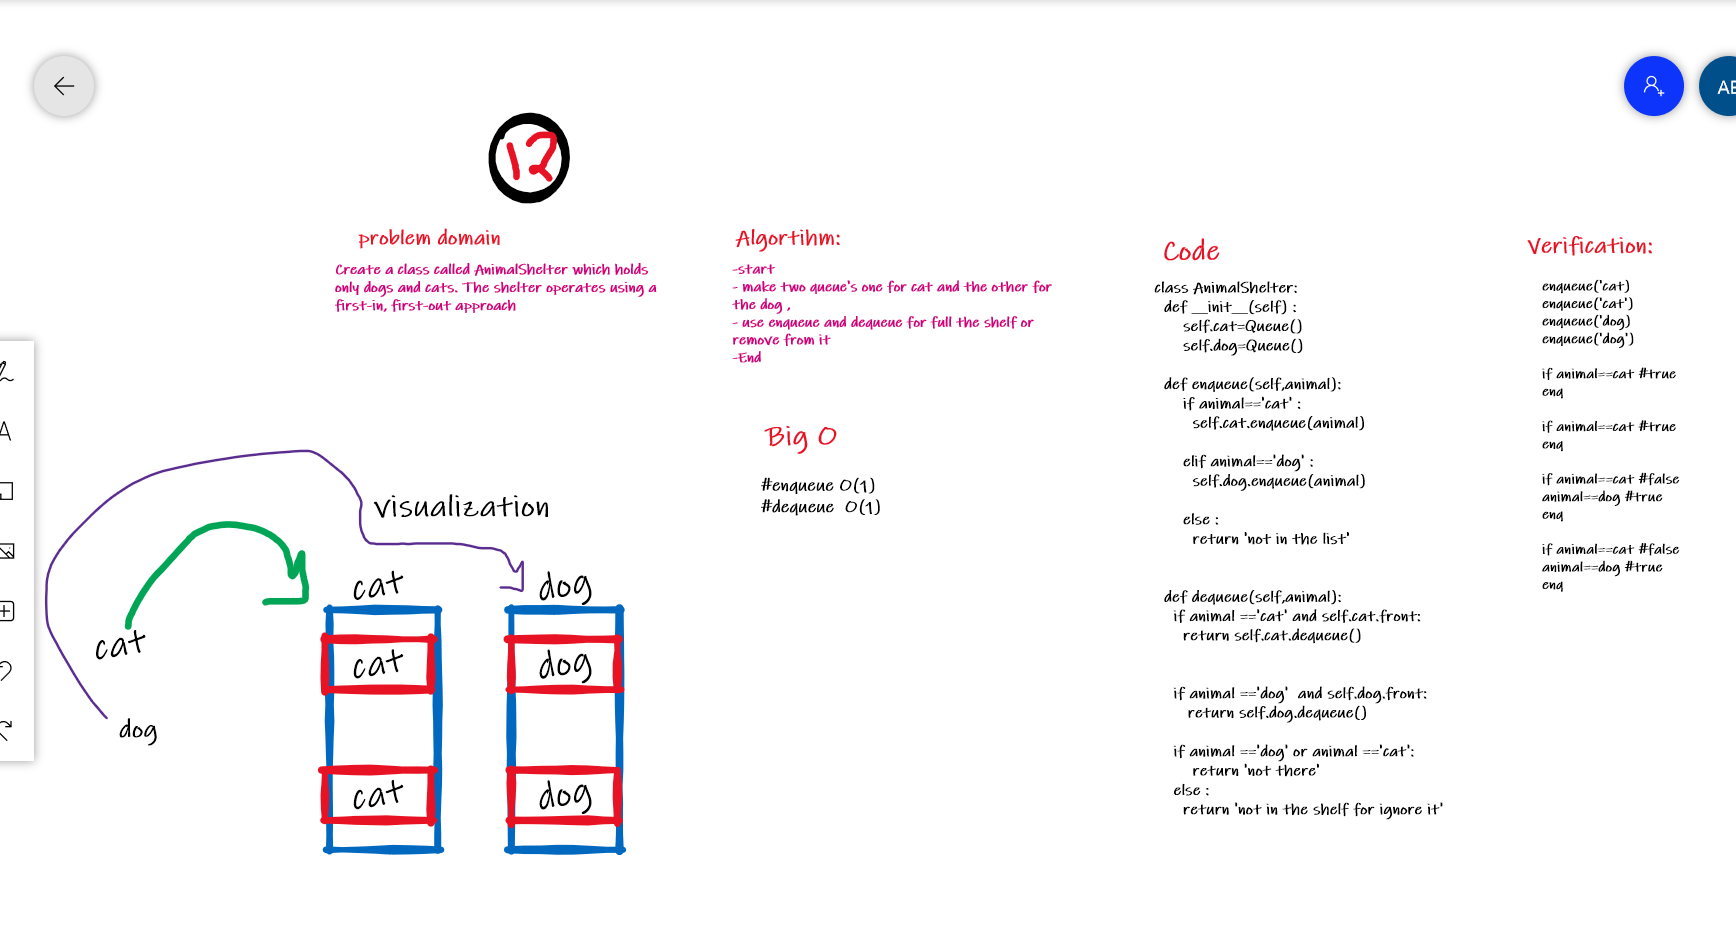 AE
12
problem domain
Create a class called AnimalShelter which holds
only dogs and cats. The shelter operates using a
first-in, first-out approach
Algortihm:
-start
- make two queue's one for cat and the other for
the dog ,
- use enqueue and dequeue for full the shelf or
remove from it
-End
Big O
#enqueue O(1)
#dequeue O(1)
visualization
cat
dog
cat
dog
cat
dog
cat
dog
Code
class AnimalShelter:
def __init__(self) :
self.cat=Queue()
self.dog=Queue()
def enqueue(self,animal):
if animal=='cat' :
self.cat.enqueue(animal)
elif animal=='dog' :
self.dog.enqueue(animal)
else :
return 'not in the list'
def dequeue(self,animal):
if animal =='cat' and self.cat.front:
return self.cat.dequeue()
if animal =='dog' and self.dog.front:
return self.dog.dequeue()
if animal =='dog' or animal =='cat':
return 'not there'
else :
return 'not in the shelf for ignore it'
Verification:
enqueue('cat)
enqueue('cat')
enqueue('dog)
enqueue('dog')
if animal==cat #true
enq
if animal==cat #true
enq
if animal==cat #false
animal==dog #true
enq
if animal==cat #false
animal==dog #true
enq